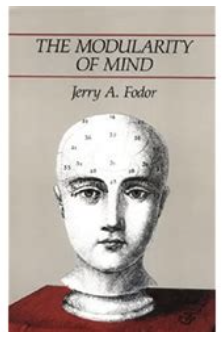 THE MODULARITY
OF MIND
Jerry A. Fodor